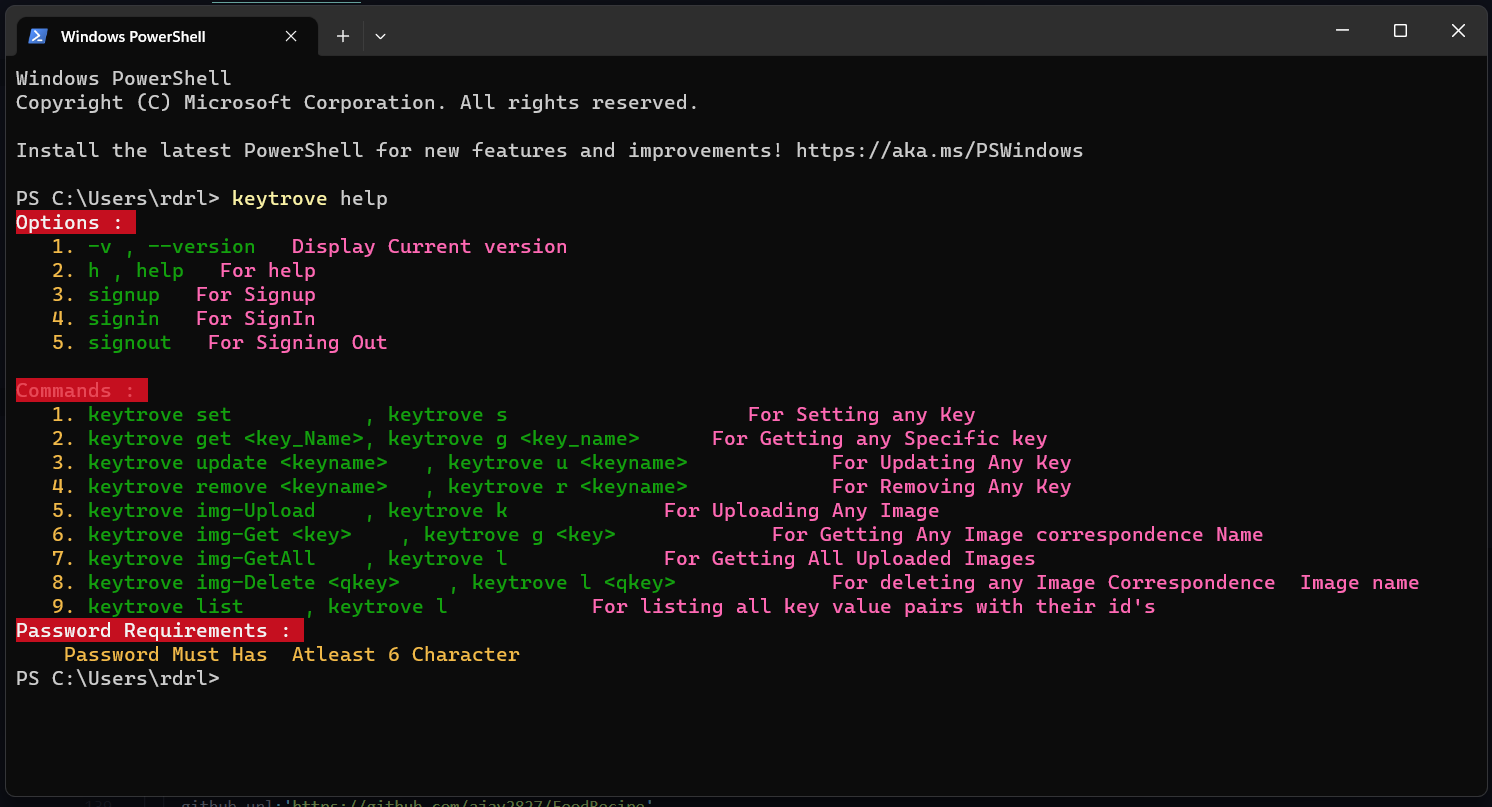 Windows PowerShell
Windows PowerShell
Copyright (C) Microsoft Corporation. All rights reserved.
Install the latest PowerShell for new features and improvements! https://aka.ms/PSWindows
PS C:\Users\rdrl> keytrove help
Options :
1. -v , --version Display Current version
2. h , help For help
3. signup For Signup
4. signin For SignIn
5. signout For Signing Out
Commands :
1. keytrove set , keytrove s For Setting any Key
2. keytrove get <key_Name>, keytrove g <key_name> For Getting any Specific key
3. keytrove update <keyname> , keytrove u <keyname> For Updating Any Key
4. keytrove remove <keyname> , keytrove r <keyname> For Removing Any Key
5. keytrove img-Upload , keytrove k For Uploading Any Image
6. keytrove img-Get <key> , keytrove g <key> For Getting Any Image correspondence Name
7. keytrove img-GetAll , keytrove l For Getting All Uploaded Images
8. keytrove img-Delete <qkey> , keytrove l <qkey> For deleting any Image Correspondence Image name
9. keytrove list , keytrove l For listing all key value pairs with their id's
Password Requirements :
Password Must Has Atleast 6 Character
PS C:\Users\rdrl>